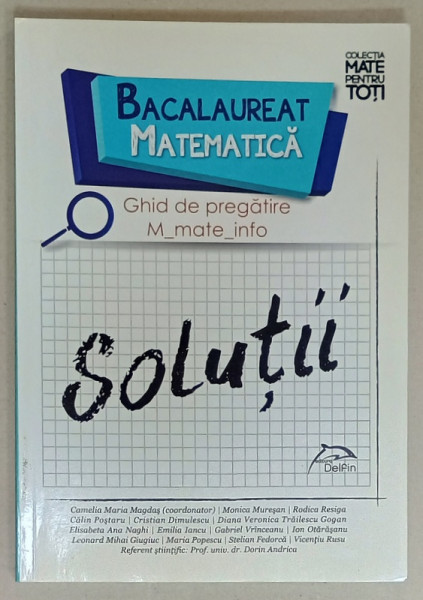 COLECȚIA
MATE
PENTRU
TOȚI
BACALAUREAT
MATEMATICĂ
Ghid de pregătire
M_mate_info
Soluții
Delfin
Camelia Maria Magdaș (coordonator) | Monica Mureșan | Rodica Resiga
Călin Poștaru | Cristian Dimulescu | Diana Veronica Trăilescu Gogan
Elisabeta Ana Naghi | Emilia Iancu | Gabriel Vrînceanu | Ion Otărășanu
Leonard Mihai Giugiuc | Maria Popescu | Stelian Fedorcă | Vicențiu Rusu
Referent științific: Prof. univ. dr. Dorin Andrica